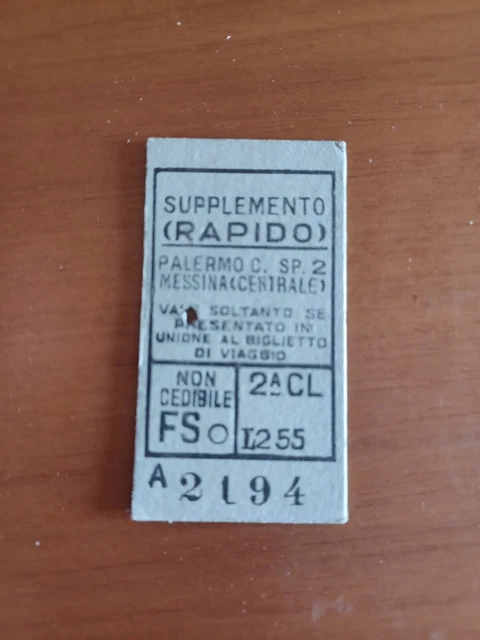 SUPPLEMENTO
(RAPIDO)
PALERMO C. SP. 2
MESSINA (CENTRALE)
SOLTANTO SE
PRESENTATO IN
UNIONE AL BIGLIETTO
DI VIAGGIO
NON
CEDIBILE
FS
2ᴬ CL
L255
A 2194